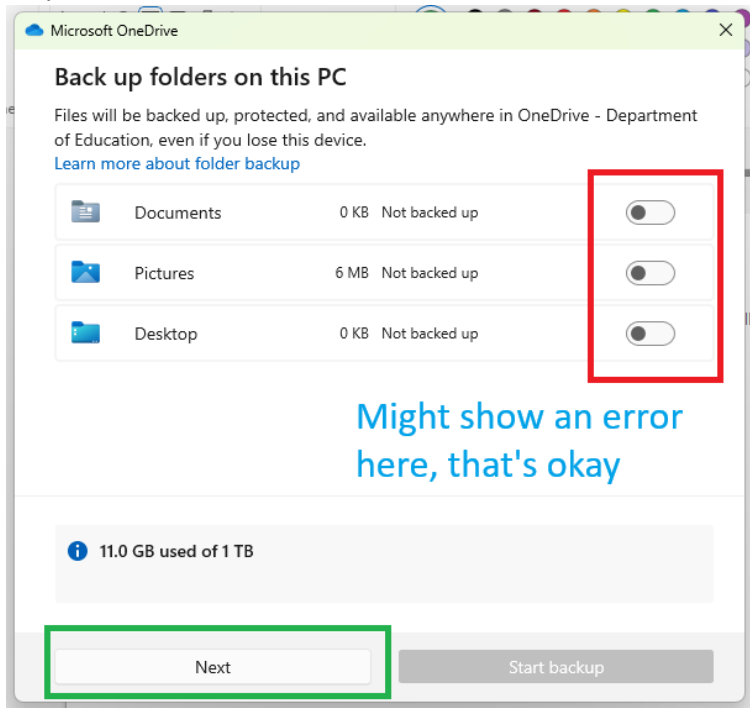 Microsoft OneDrive
Back up folders on this PC
Files will be backed up, protected, and available anywhere in OneDrive - Department
of Education, even if you lose this device.
Learn more about folder backup
Documents 0 KB Not backed up
Pictures 6 MB Not backed up
Desktop 0 KB Not backed up
Might show an error
here, that's okay
11.0 GB used of 1 TB
Next Start backup